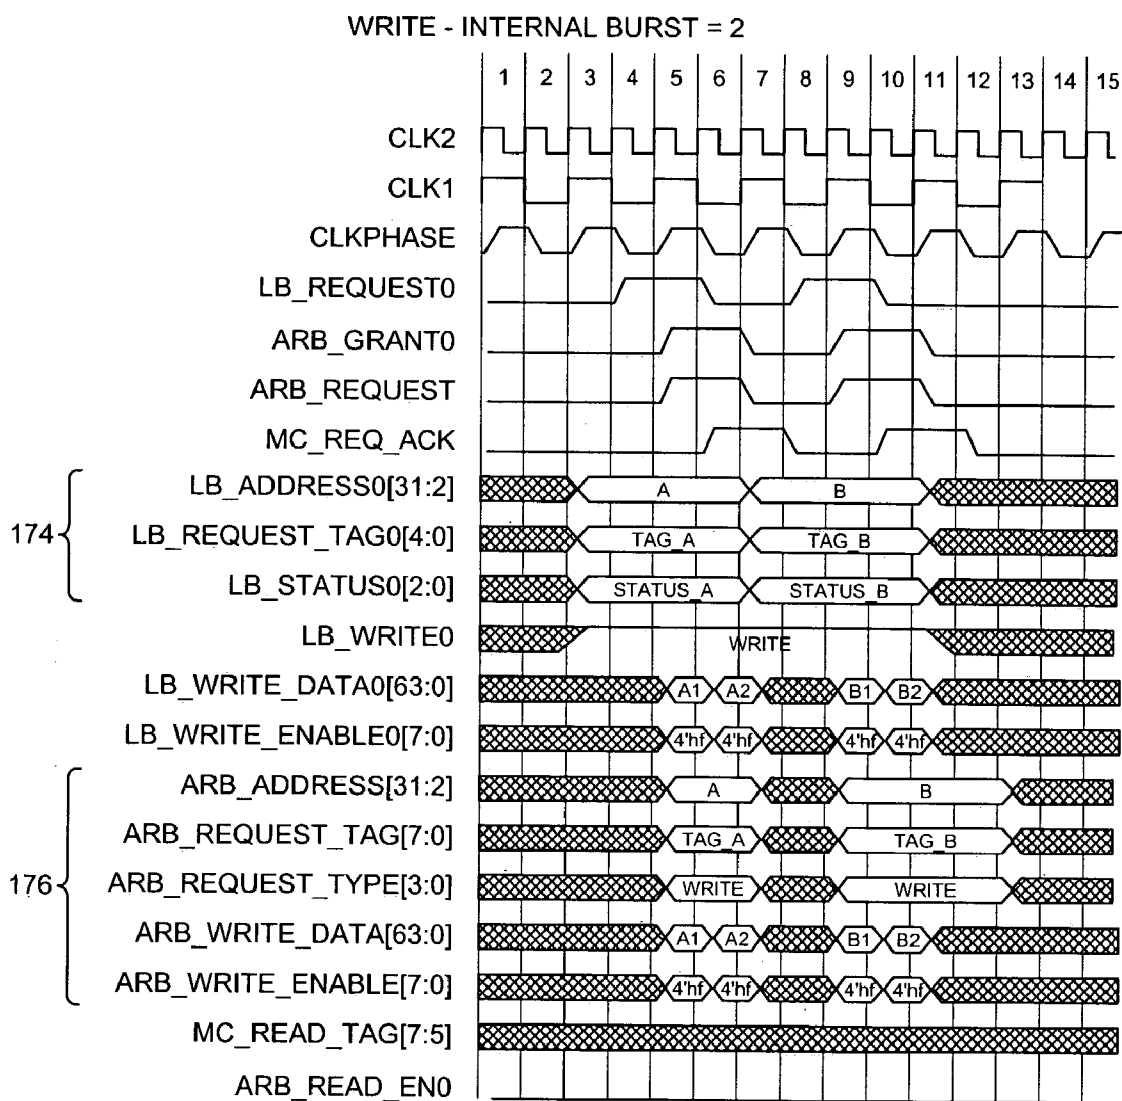 WRITE - INTERNAL BURST = 2
1 2 3 4 5 6 7 8 9 10 11 12 13 14 15
CLK2
CLK1
CLKPHASE
LB_REQUEST0
ARB_GRANT0
ARB_REQUEST
MC_REQ_ACK
LB_ADDRESS0[31:2] A B
174 LB_REQUEST_TAG0[4:0] TAG_A TAG_B
LB_STATUS0[2:0] STATUS_A STATUS_B
LB_WRITE0 WRITE
LB_WRITE_DATA0[63:0] A1 A2 B1 B2
LB_WRITE_ENABLE0[7:0] 4'hf 4'hf 4'hf 4'hf
ARB_ADDRESS[31:2] A B
ARB_REQUEST_TAG[7:0] TAG_A TAG_B
176 ARB_REQUEST_TYPE[3:0] WRITE WRITE
ARB_WRITE_DATA[63:0] A1 A2 B1 B2
ARB_WRITE_ENABLE[7:0] 4'hf 4'hf 4'hf 4'hf
MC_READ_TAG[7:5]
ARB_READ_EN0